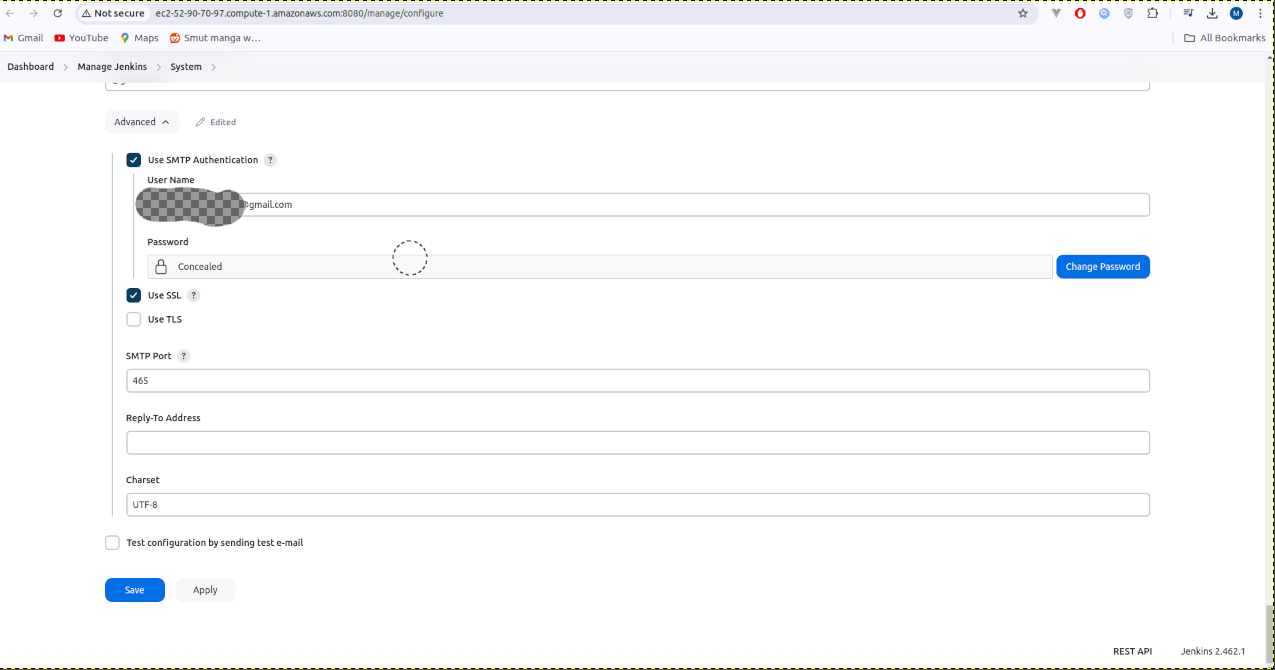 Not secure ec2-52-90-70-97.compute-1.amazonaws.com:8080/manage/configure M
Gmail YouTube Maps Smut manga w... All Bookmarks
Dashboard > Manage Jenkins > System >
Advanced Edited
Use SMTP Authentication ?
User Name
@gmail.com
Password
Concealed Change Password
Use SSL ?
Use TLS
SMTP Port ?
465
Reply-To Address
Charset
UTF-8
Test configuration by sending test e-mail
Save Apply
REST API Jenkins 2.462.1